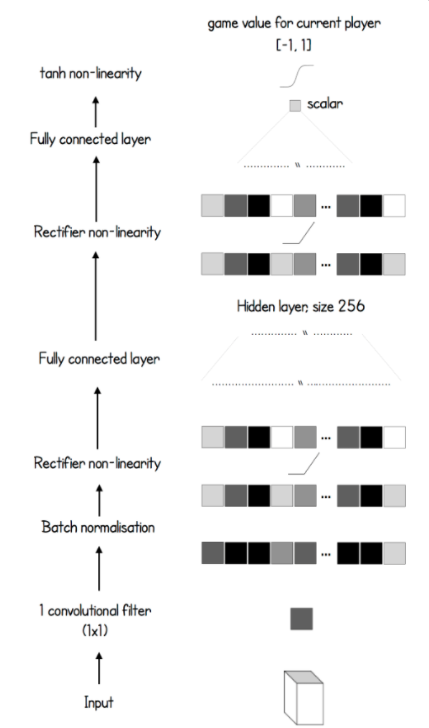 game value for current player
[-1, 1]
tanh non-linearity
scalar
Fully connected layer
Rectifier non-linearity
Hidden layer, size 256
Fully connected layer
Rectifier non-linearity
Batch normalisation
1 convolutional filter
(1x1)
Input